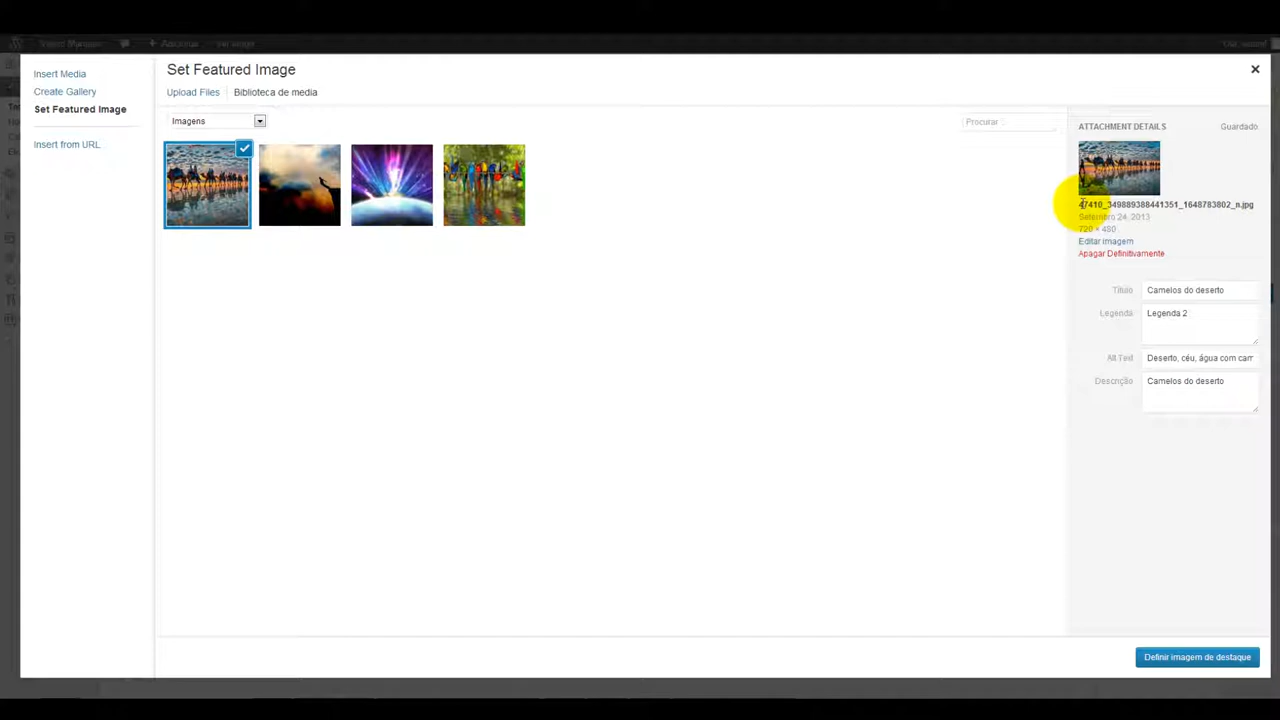 Insert Media
Create Gallery
Set Featured Image
Insert from URL
Set Featured Image
Upload Files
Biblioteca de media
Imagens
Procurar
ATTACHMENT DETAILS
Guardado
47410_349889388441351_1648783802_n.jpg
Setembro 24, 2013
720 × 480
Editar imagem
Apagar Definitivamente
Título
Camelos do deserto
Legenda
Legenda 2
Alt Text
Deserto, céu, água com cam
Descrição
Camelos do deserto
Definir imagem de destaque